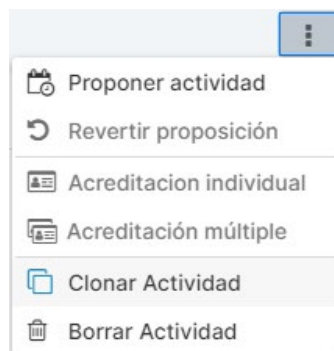 Proponer actividad
Revertir proposición
Acreditacion individual
Acreditación múltiple
Clonar Actividad
Borrar Actividad